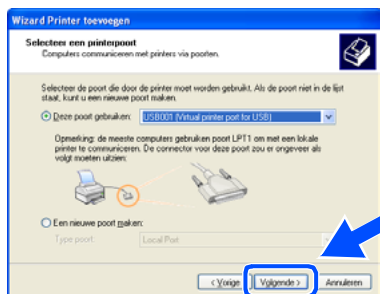 Wizard Printer toevoegen
Selecteer een printerpoort
Computers communiceren met printers via poorten.
Selecteer de poort die door de printer moet worden gebruikt. Als de poort niet in de lijst
staat, kunt u een nieuwe poort maken.
Deze poort gebruiken: USB001 (Virtual printer port for USB)
Opmerking: de meeste computers gebruiken poort LPT1 om met een lokale
printer te communiceren. De connector voor deze poort zou er ongeveer als
volgt moeten uitzien:
Een nieuwe poort maken:
Type poort: Local Port
< Vorige Volgende > Annuleren